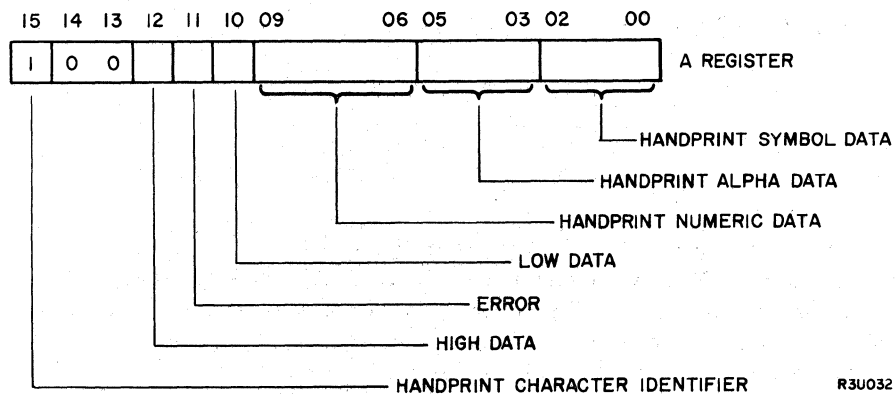 15 14 13 12 11 10 09 06 05 03 02 00
1 0 0 A REGISTER
HANDPRINT SYMBOL DATA
HANDPRINT ALPHA DATA
HANDPRINT NUMERIC DATA
LOW DATA
ERROR
HIGH DATA
HANDPRINT CHARACTER IDENTIFIER R3U032